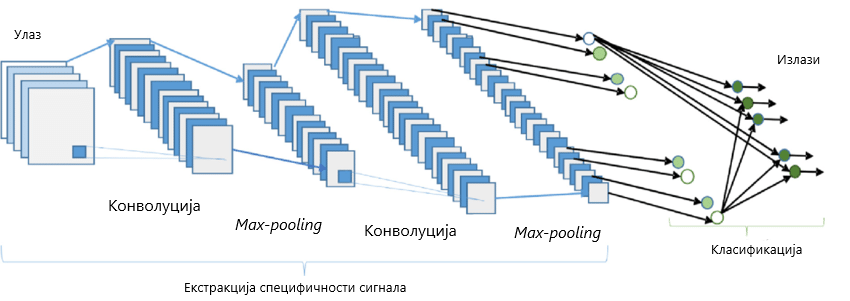 Улаз
Излази
Конволуција
Max-pooling
Конволуција
Max-pooling
Класификација
Екстракција специфичности сигнала